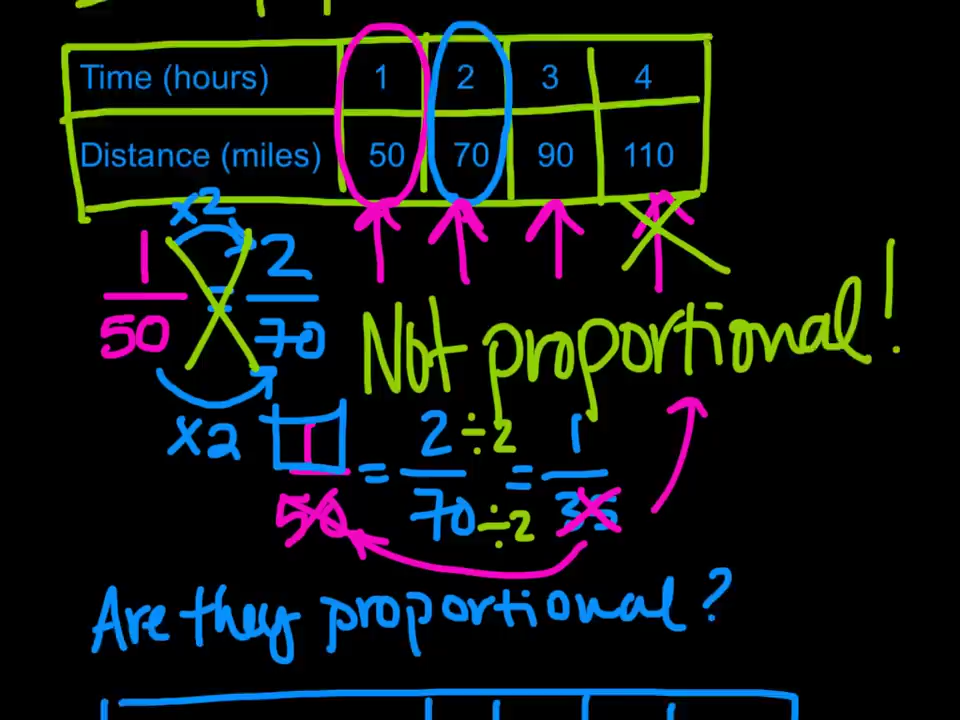 Time (hours) 1 2 3 4
Distance (miles) 50 70 90 110
x2
1/50 = 2/70
Not proportional!
x2
1/50 = 2÷2/70÷2 = 1/35
Are they proportional?